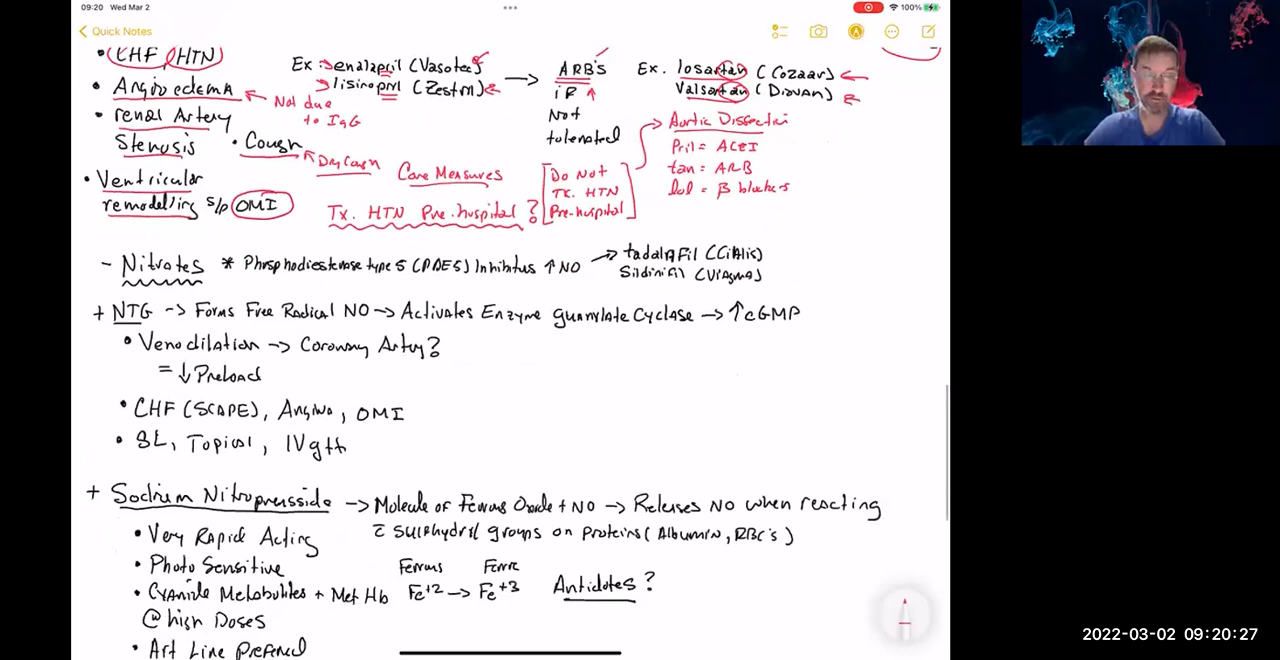 09:20 Wed Mar 2
100%
Quick Notes
• CHF, HTN
Ex: enalapril (Vasotec)
lisinopril (Zestril)
ARB's
IF ↑
Not
tolerated
Ex. losartan (Cozaar)
Valsartan (Diovan)
• Angioedema
Not due
to IgG
• renal Artery
Stenosis
• Cough
Dry Cough
Core Measures
Do Not
TX. HTN
Pre-hospital
Aortic Dissection
Pril = ACEI
tan = ARB
lol = β blockers
• Ventricular
remodelling s/p OMI
Tx. HTN Pre-hospital?
- Nitrates * Phosphodiesterase type 5 (PDE5) Inhibitors ↑ NO
→ tadalafil (Cialis)
Sildinifil (Viagra)
+ NTG → Forms Free Radical NO → Activates Enzyme guanylate Cyclase → ↑cGMP
• Venodilation → Coronary Artery?
= ↓ Preload
• CHF (SCAPE), Angina, OMI
• SL, Topical, IV gtt
+ Sodium Nitroprusside → Molecule of Ferrous Oxide + NO → Releases NO when reacting
c̄ Sulphydril groups on proteins (Albumin, RBC's)
• Very Rapid Acting
• Photo Sensitive
• Cyanide Metabolites + Met Hb
@ high Doses
Ferrous Ferric
Fe+2 → Fe+3
Antidotes?
• Art Line Preferred
2022-03-02 09:20:27